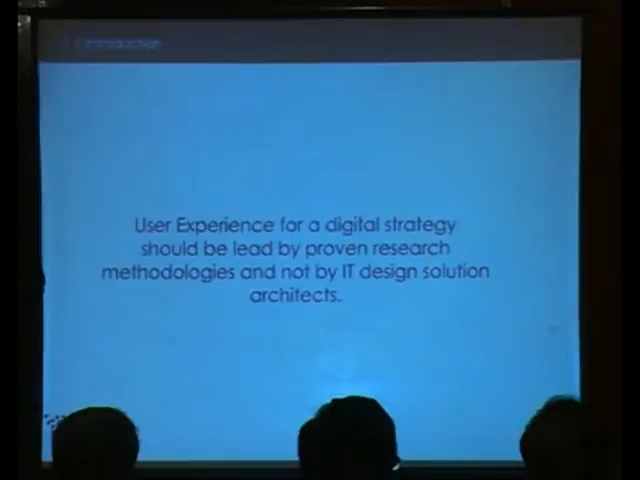 Introduction
User Experience for a digital strategy
should be lead by proven research
methodologies and not by IT design solution
architects.